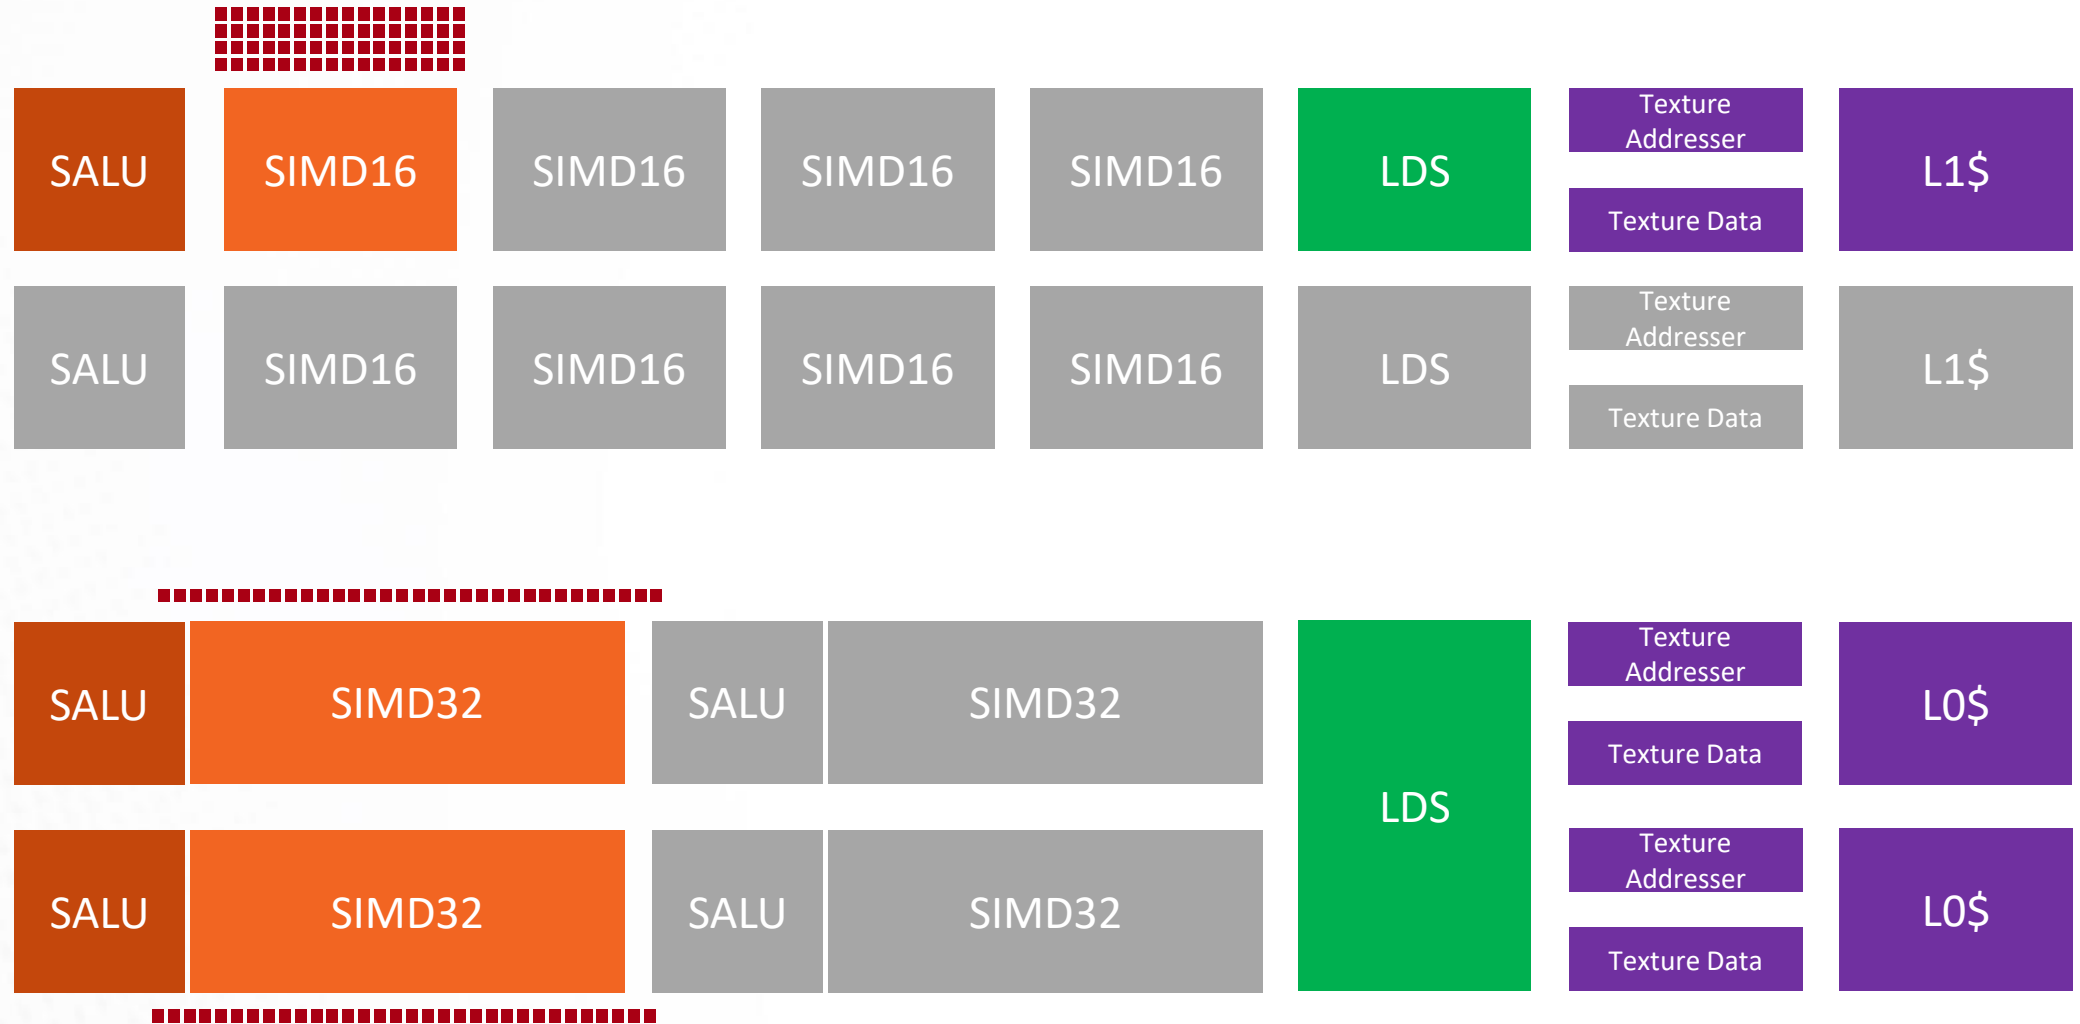 SALU
SIMD16
SIMD16
SIMD16
SIMD16
LDS
Texture
Addresser
Texture Data
L1$
SALU
SIMD16
SIMD16
SIMD16
SIMD16
LDS
Texture
Addresser
Texture Data
L1$
SALU
SIMD32
SALU
SIMD32
LDS
Texture
Addresser
Texture Data
L0$
SALU
SIMD32
SALU
SIMD32
Texture
Addresser
Texture Data
L0$